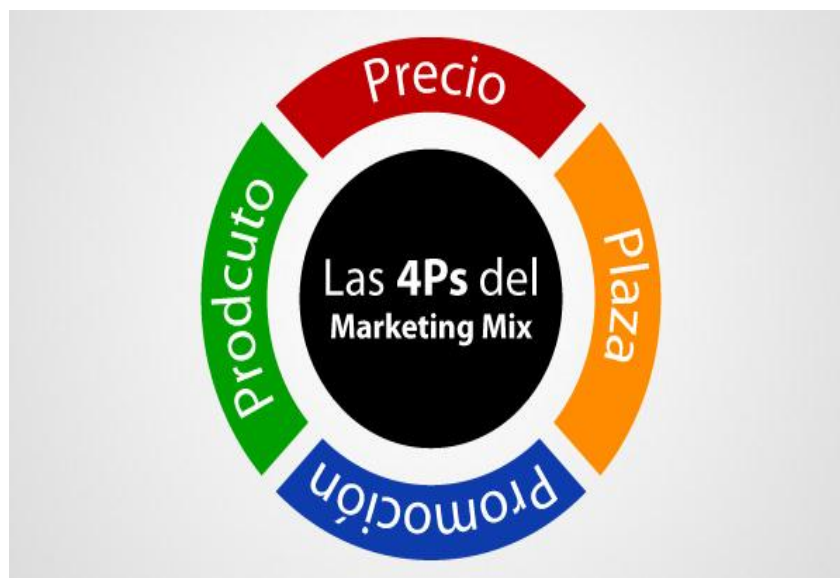 Precio
Plaza
Promoción
Prodcuto
Las 4Ps del
Marketing Mix